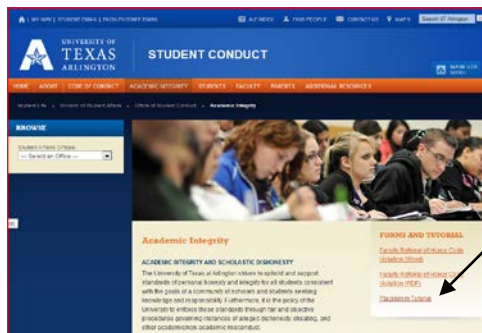 MY MAV | STUDENT EMAIL | FACULTY/STAFF EMAIL
A-Z INDEX
FIND PEOPLE
CONTACT US
MAPS
Search UT Arlington
UNIVERSITY OF
TEXAS
ARLINGTON
STUDENT CONDUCT
MAIN SITE
MENU
HOME ABOUT CODE OF CONDUCT ACADEMIC INTEGRITY STUDENTS FACULTY PARENTS ADDITIONAL RESOURCES
Student Life Division of Student Affairs Office of Student Conduct Academic Integrity
BROWSE
Student Affairs Offices:
--- Select an Office ---
Academic Integrity
ACADEMIC INTEGRITY AND SCHOLASTIC DISHONESTY
The University of Texas at Arlington strives to uphold and support
standards of personal honesty and integrity for all students consistent
with the goals of a community of scholars and students seeking
knowledge and responsibility. Furthermore, it is the policy of the
University to enforce these standards through fair and objective
procedures governing instances of alleged dishonesty, cheating, and
other academic/non-academic misconduct.
FORMS AND TUTORIAL
Faculty Referral of Honor Code
Violation (Word)
Faculty Referral of Honor Code
Violation (PDF)
Plagiarism Tutorial